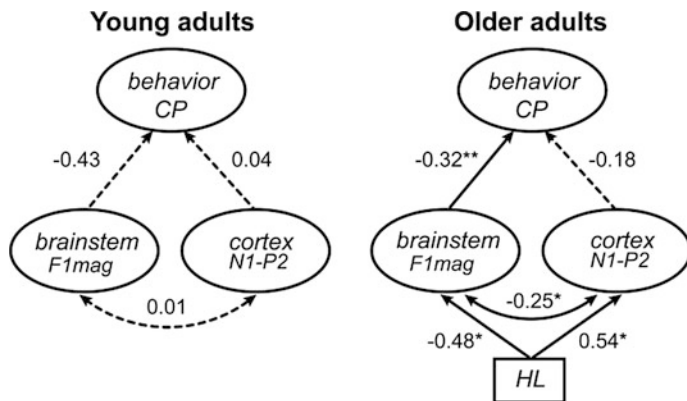 Young adults
behavior
CP
-0.43
0.04
brainstem
F1mag
cortex
N1-P2
0.01
Older adults
behavior
CP
-0.32**
-0.18
brainstem
F1mag
cortex
N1-P2
-0.25*
-0.48*
0.54*
HL